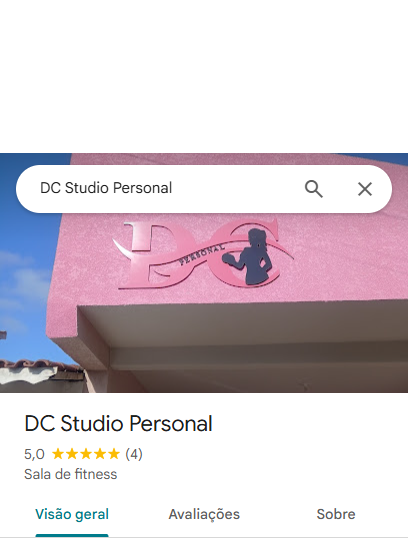 DC Studio Personal
DC
PERSONAL
DC Studio Personal
5,0 (4)
Sala de fitness
Visão geral
Avaliações
Sobre